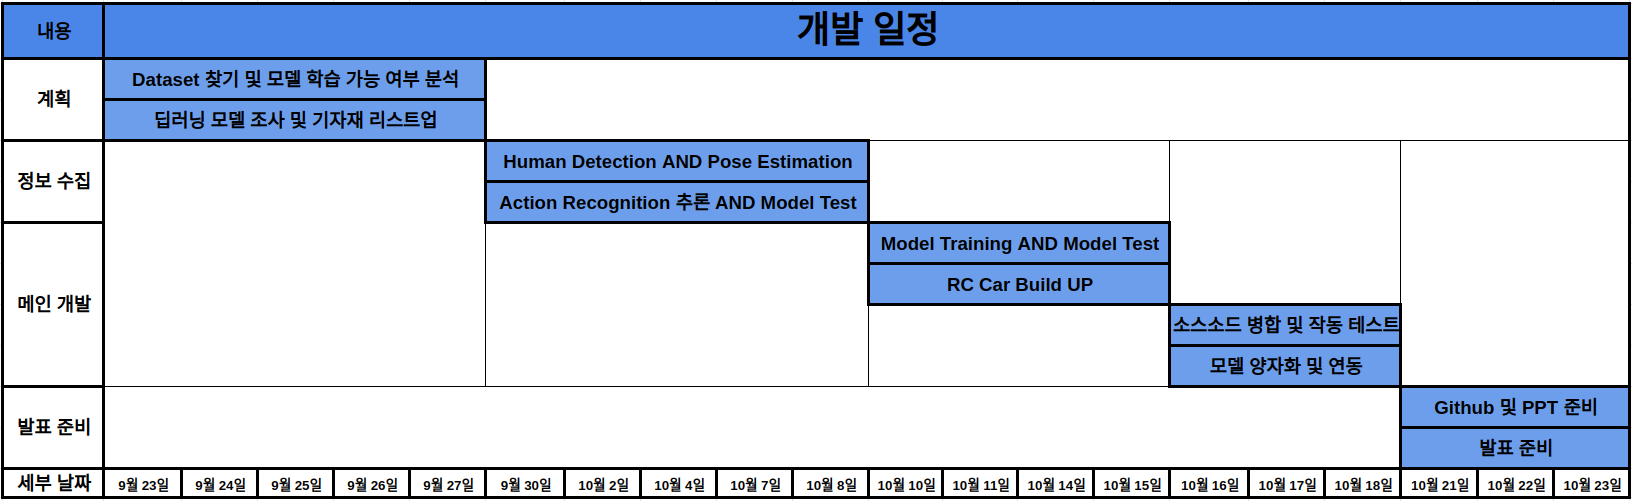 내용
개발 일정
계획
Dataset 찾기 및 모델 학습 가능 여부 분석
딥러닝 모델 조사 및 기자재 리스트업
정보 수집
Human Detection AND Pose Estimation
Action Recognition 추론 AND Model Test
메인 개발
Model Training AND Model Test
RC Car Build UP
소스소드 병합 및 작동 테스트
모델 양자화 및 연동
발표 준비
Github 및 PPT 준비
발표 준비
세부 날짜
9월 23일
9월 24일
9월 25일
9월 26일
9월 27일
9월 30일
10월 2일
10월 4일
10월 7일
10월 8일
10월 10일
10월 11일
10월 14일
10월 15일
10월 16일
10월 17일
10월 18일
10월 21일
10월 22일
10월 23일